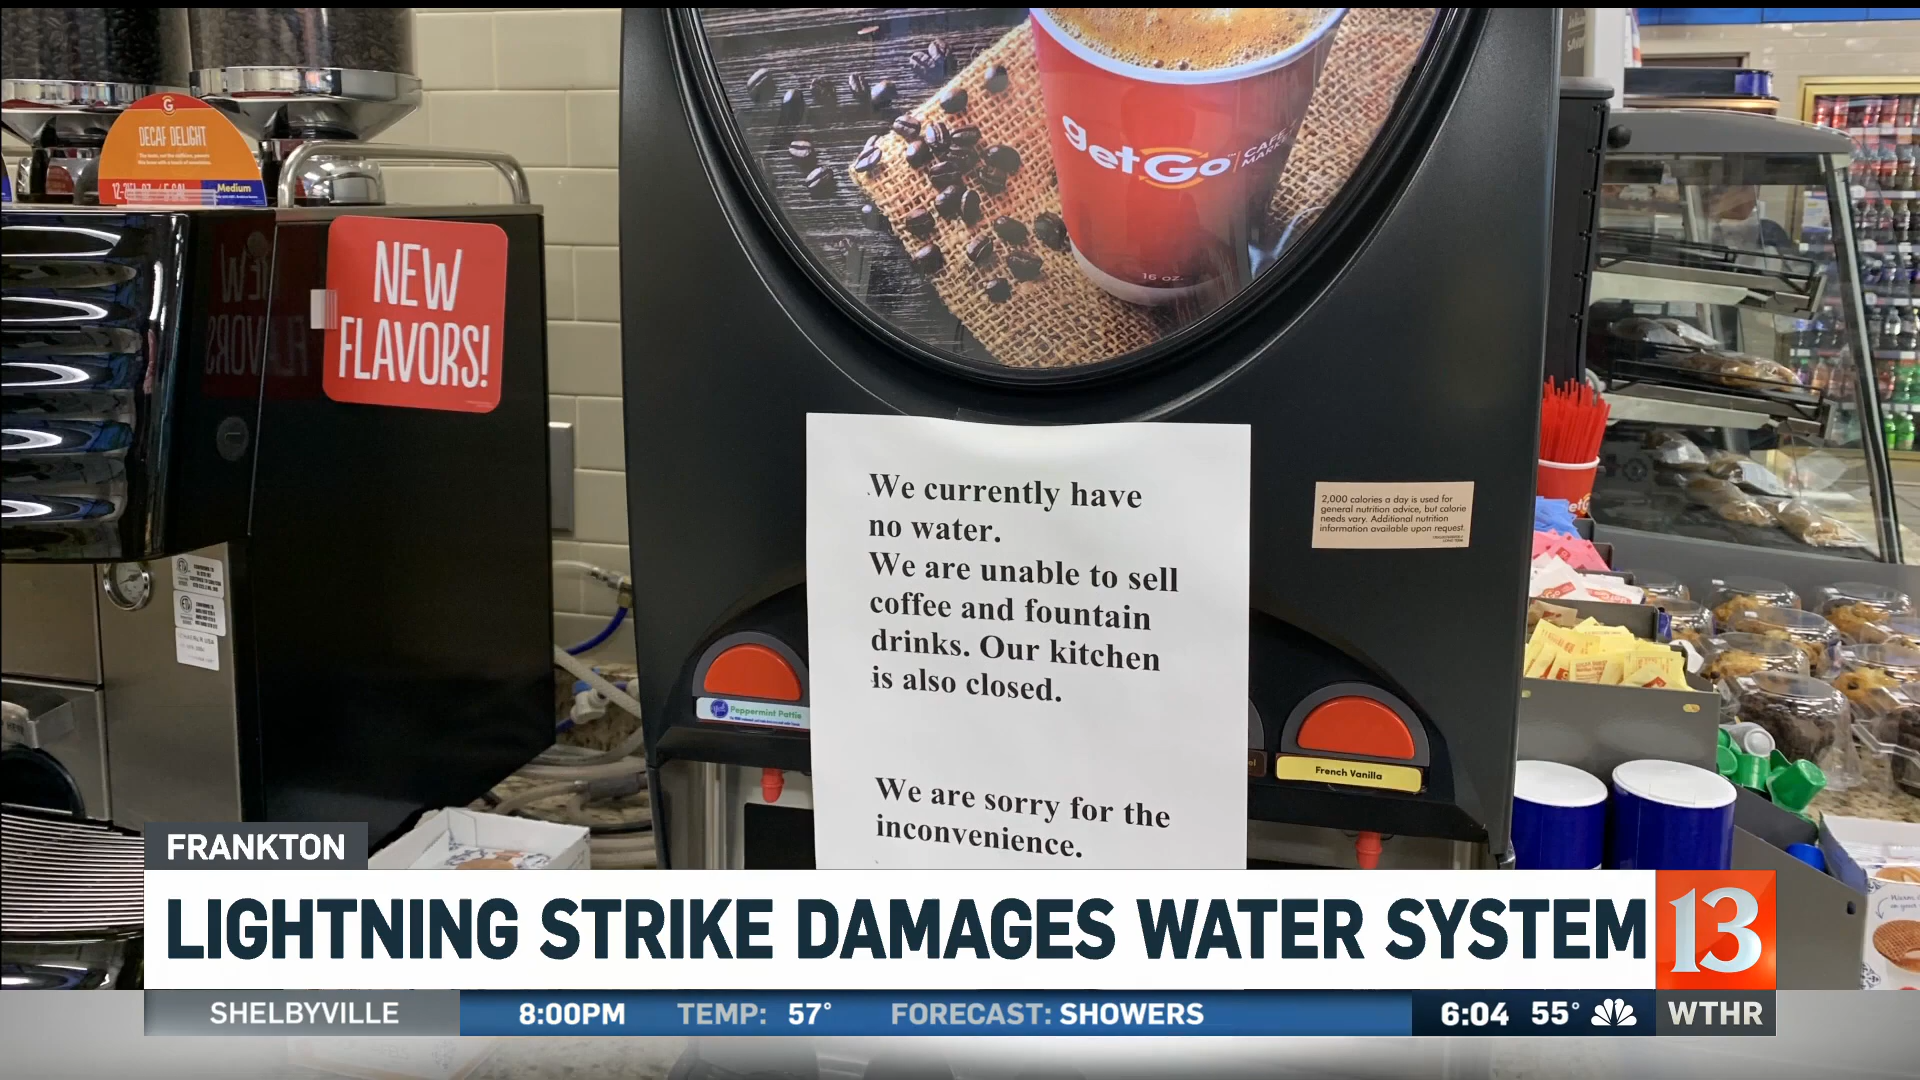 DECAF DELIGHT
Medium
NEW
FLAVORS!
getGo CAFE +
MARKET
16 OZ.
We currently have
no water.
We are unable to sell
coffee and fountain
drinks. Our kitchen
is also closed.
We are sorry for the
inconvenience.
2,000 calories a day is used for
general nutrition advice, but calorie
needs vary. Additional nutrition
information available upon request.
Peppermint Pattie
French Vanilla
FRANKTON
LIGHTNING STRIKE DAMAGES WATER SYSTEM
13
SHELBYVILLE 8:00PM TEMP: 57° FORECAST: SHOWERS 6:04 55° WTHR